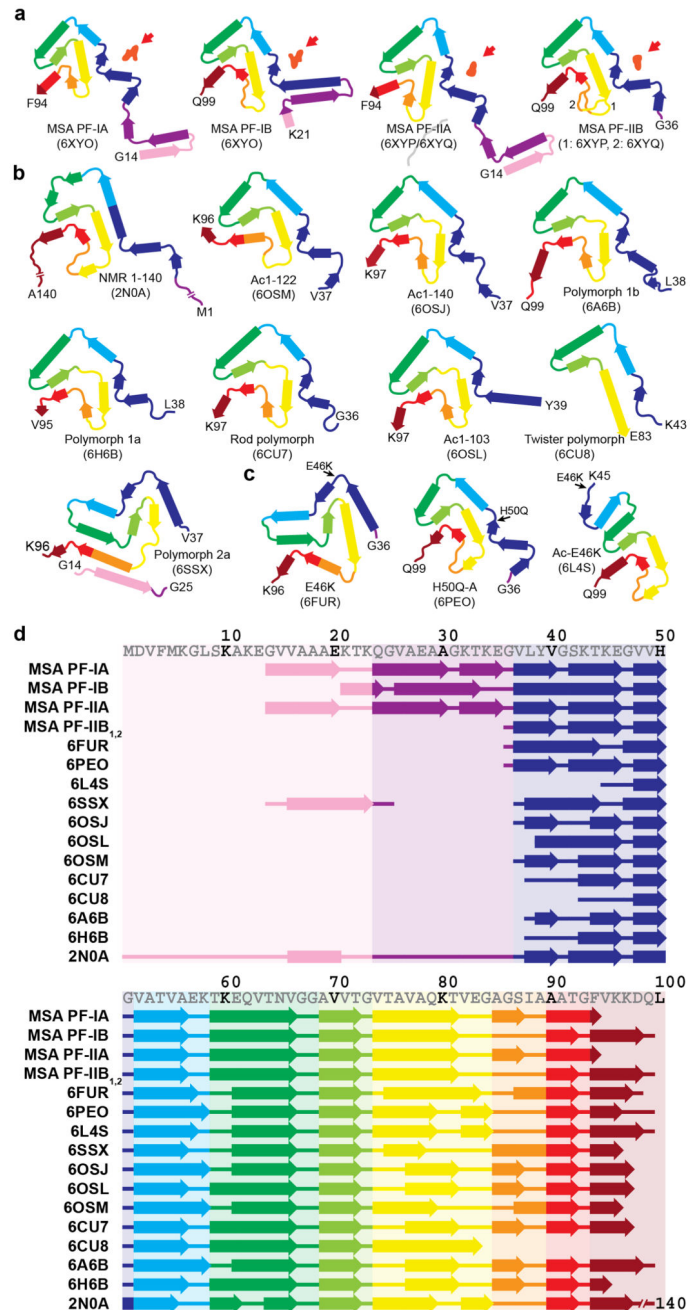 a
F94
MSA PF-IA
(6XYO)
G14
Q99
MSA PF-IB
(6XYO)
K21
F94
MSA PF-IIA
(6XYP/6XYQ)
G14
Q99
2
1
G36
MSA PF-IIB
(1: 6XYP, 2: 6XYQ)
b
A140
NMR 1-140
(2N0A)
M1
K96
Ac1-122
(6OSM)
V37
K97
Ac1-140
(6OSJ)
V37
Q99
Polymorph 1b
(6A6B)
L38
V95
Polymorph 1a
(6H6B)
L38
K97
Rod polymorph
(6CU7)
G36
K97
Ac1-103
(6OSL)
Y39
Twister polymorph
(6CU8)
E83
K43
K96
G14
G25
V37
Polymorph 2a
(6SSX)
c
E46K
G36
K96
E46K
(6FUR)
H50Q
Q99
H50Q-A
(6PEO)
G36
E46K
K45
Ac-E46K
(6L4S)
Q99
d
10 20 30 40 50
MDVFMKGLSKAKEGVVAAAEKTKQGVAEAAGKTKEGVLYVGSKTKEGVVH
MSA PF-IA
MSA PF-IB
MSA PF-IIA
MSA PF-IIB1,2
6FUR
6PEO
6L4S
6SSX
6OSJ
6OSL
6OSM
6CU7
6CU8
6A6B
6H6B
2N0A
60 70 80 90 100
GVATVAEKTKEQVTNVGGAVVTGVTAVAQKTVEGAGSIAAATGFVKKDQL
MSA PF-IA
MSA PF-IB
MSA PF-IIA
MSA PF-IIB1,2
6FUR
6PEO
6L4S
6SSX
6OSJ
6OSL
6OSM
6CU7
6CU8
6A6B
6H6B
2N0A
140